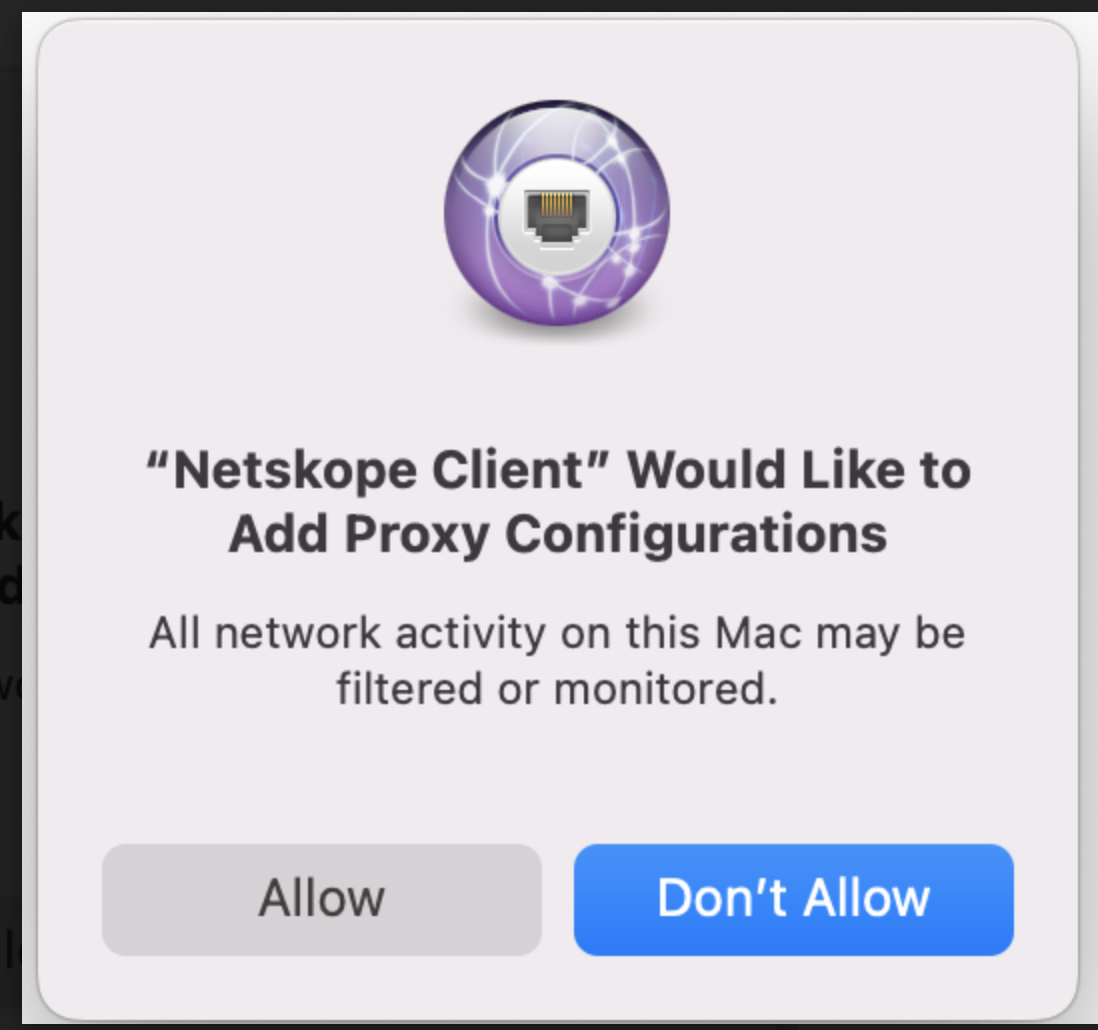 “Netskope Client” Would Like to
Add Proxy Configurations
All network activity on this Mac may be
filtered or monitored.
Allow
Don’t Allow